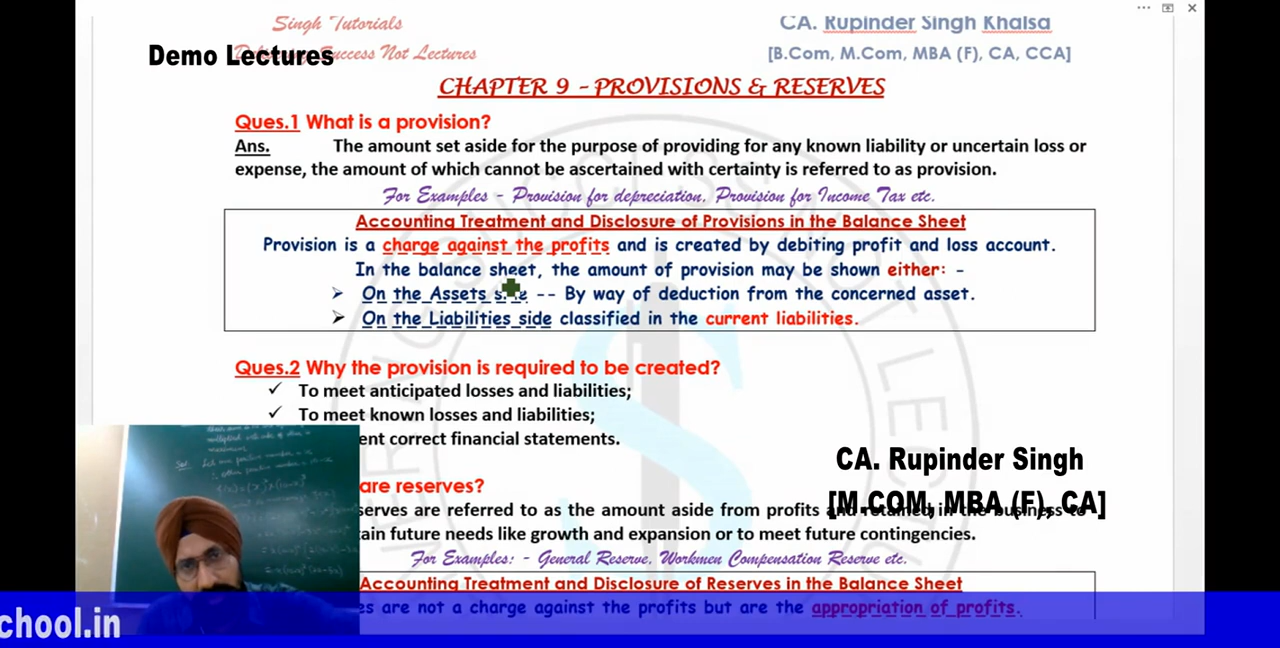 Singh Tutorials
CA. Rupinder Singh Khalsa
Demo Lectures
Success Not Lectures
[B.Com, M.Com, MBA (F), CA, CCA]
CHAPTER 9 - PROVISIONS & RESERVES
Ques.1 What is a provision?
Ans. The amount set aside for the purpose of providing for any known liability or uncertain loss or
expense, the amount of which cannot be ascertained with certainty is referred to as provision.
For Examples - Provision for depreciation, Provision for Income Tax etc.
Accounting Treatment and Disclosure of Provisions in the Balance Sheet
Provision is a charge against the profits and is created by debiting profit and loss account.
In the balance sheet, the amount of provision may be shown either: -
➢ On the Assets -- By way of deduction from the concerned asset.
➢ On the Liabilities side classified in the current liabilities.
Ques.2 Why the provision is required to be created?
✓ To meet anticipated losses and liabilities;
✓ To meet known losses and liabilities;
ent correct financial statements.
CA. Rupinder Singh
[M.COM, MBA (F), CA]
are reserves?
serves are referred to as the amount aside from profits and retained in the business to
tain future needs like growth and expansion or to meet future contingencies.
For Examples: - General Reserve, Workmen Compensation Reserve etc.
Accounting Treatment and Disclosure of Reserves in the Balance Sheet
es are not a charge against the profits but are the appropriation of profits.
chool.in